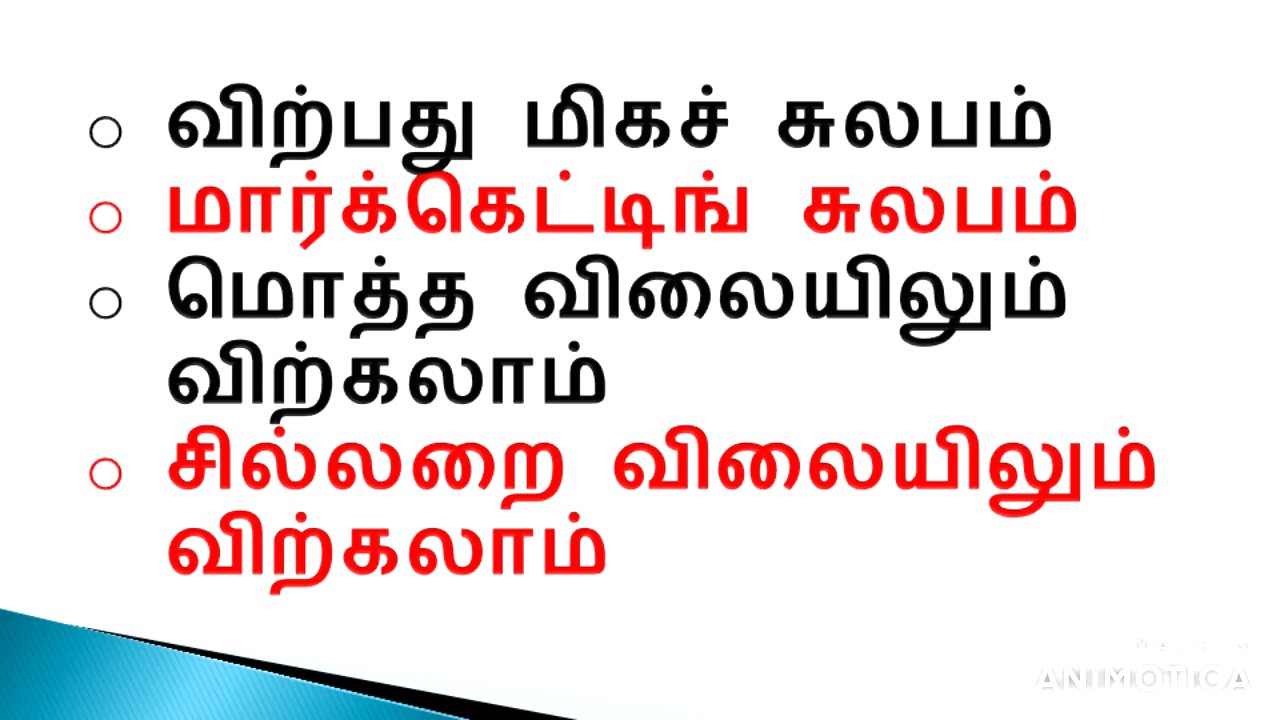 விற்பது மிகச் சுலபம்
மார்க்கெட்டிங் சுலபம்
மொத்த விலையிலும்
விற்கலாம்
சில்லறை விலையிலும்
விற்கலாம்
ANIMOTICA